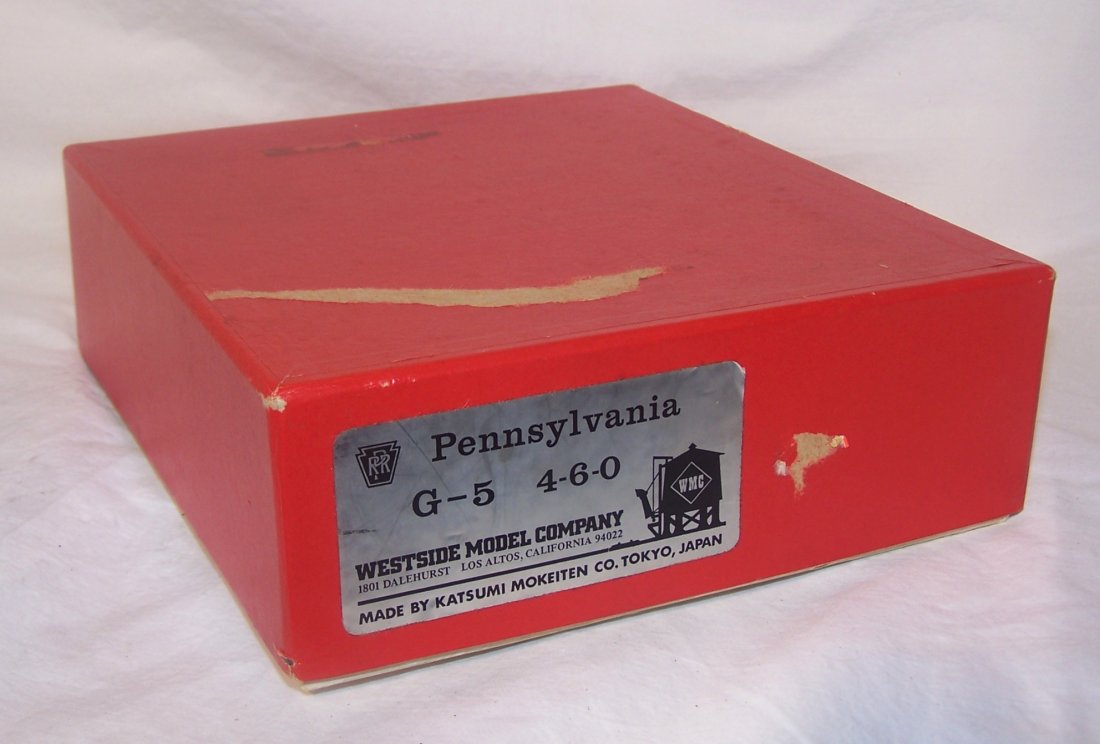 PRR
Pennsylvania
G-5 4-6-0
WMC
WESTSIDE MODEL COMPANY
1801 DALEHURST LOS ALTOS, CALIFORNIA 94022
MADE BY KATSUMI MOKEITEN CO. TOKYO, JAPAN